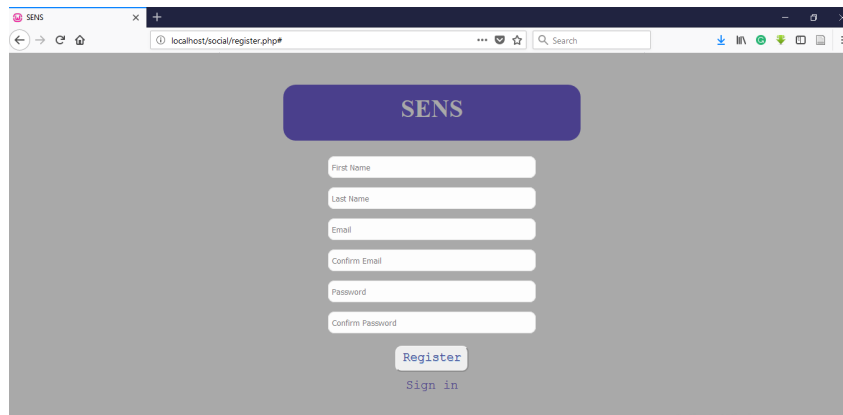 SENS
localhost/social/register.php#
Search
SENS
First Name
Last Name
Email
Confirm Email
Password
Confirm Password
Register
Sign in